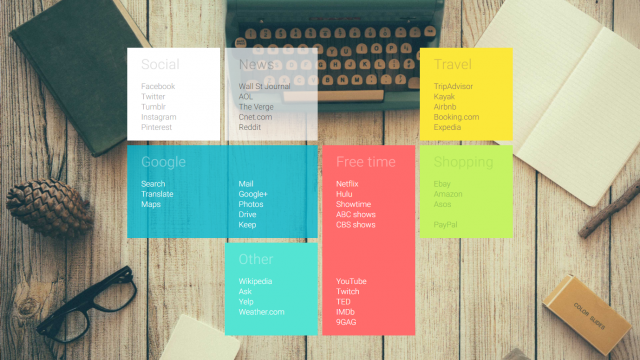 Social
Facebook
Twitter
Tumblr
Instagram
Pinterest
News
Wall St Journal
AOL
The Verge
Cnet.com
Reddit
Travel
TripAdvisor
Kayak
Airbnb
Booking.com
Expedia
Google
Search
Translate
Maps
Mail
Google+
Photos
Drive
Keep
Free time
Netflix
Hulu
Showtime
ABC shows
CBS shows
YouTube
Twitch
TED
IMDb
9GAG
Shopping
Ebay
Amazon
Asos
PayPal
Other
Wikipedia
Ask
Yelp
Weather.com
COLOR SLIDES